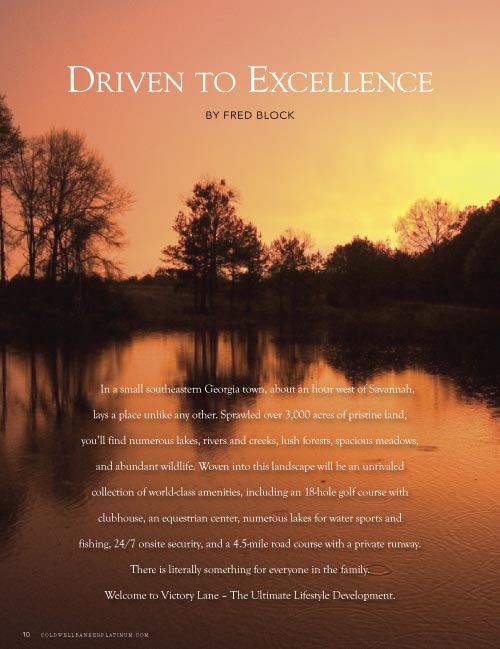 DRIVEN TO EXCELLENCE
BY FRED BLOCK
In a small southeastern Georgia town, about an hour west of Savannah,
lays a place unlike any other. Sprawled over 3,000 acres of pristine land,
you'll find numerous lakes, rivers and creeks, lush forests, spacious meadows,
and abundant wildlife. Woven into this landscape will be an unrivaled
collection of world-class amenities, including an 18-hole golf course with
clubhouse, an equestrian center, numerous lakes for water sports and
fishing, 24/7 onsite security, and a 4.5-mile road course with a private runway.
There is literally something for everyone in the family.
Welcome to Victory Lane – The Ultimate Lifestyle Development.
10 COLDWELLBANKERPLATINUM.COM